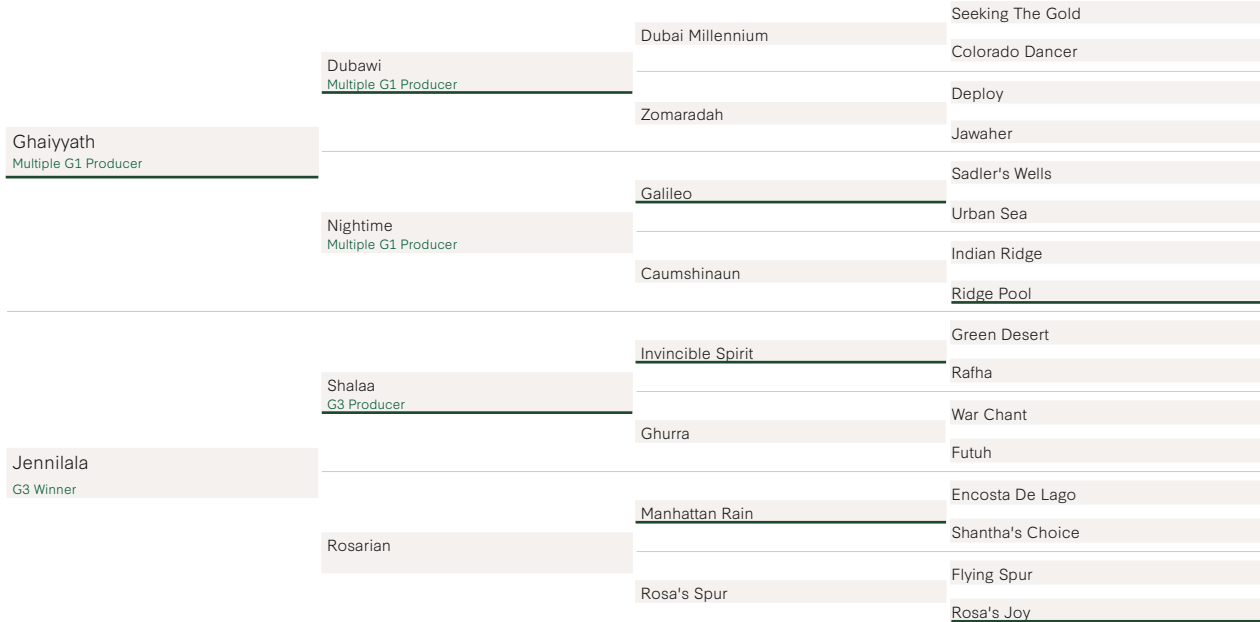 Seeking The Gold
Dubai Millennium
Colorado Dancer
Dubawi
Multiple G1 Producer
Deploy
Zomaradah
Jawaher
Ghaiyyath
Multiple G1 Producer
Sadler's Wells
Galileo
Urban Sea
Nightime
Multiple G1 Producer
Indian Ridge
Caumshinaun
Ridge Pool
Green Desert
Invincible Spirit
Rafha
Shalaa
G3 Producer
War Chant
Ghurra
Futuh
Jennilala
G3 Winner
Encosta De Lago
Manhattan Rain
Shantha's Choice
Rosarian
Flying Spur
Rosa's Spur
Rosa's Joy